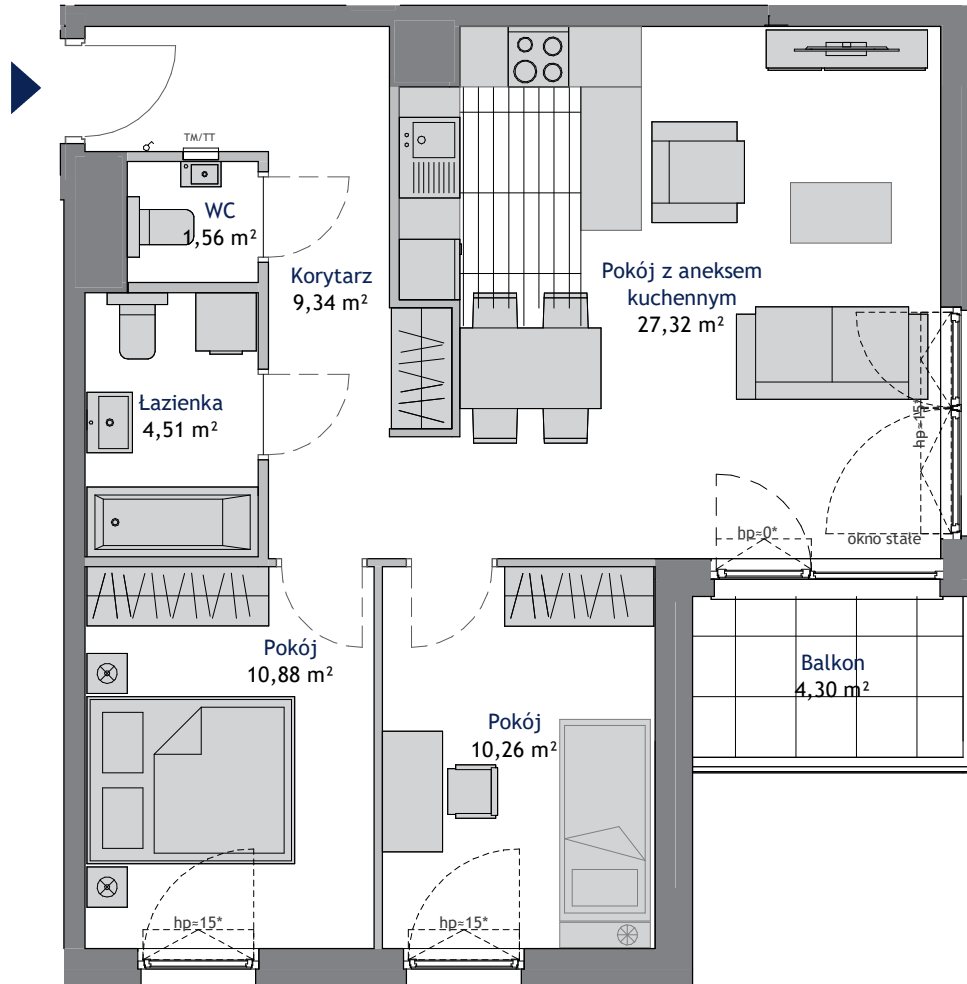 TM/TT
WC
1,56 m²
Korytarz
9,34 m²
Pokój z aneksem
kuchennym
27,32 m²
Łazienka
4,51 m²
hp≈15*
hp≈0*
okno stałe
Pokój
10,88 m²
Balkon
4,30 m²
Pokój
10,26 m²
hp≈15*
hp≈15*